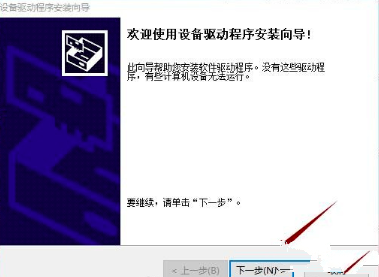 设备驱动程序安装向导
欢迎使用设备驱动程序安装向导!
此向导帮助您安装软件驱动程序。没有这些驱动程
序，有些计算机设备无法运行。
要继续，请单击“下一步”。
< 上一步(B)
下一步(N)